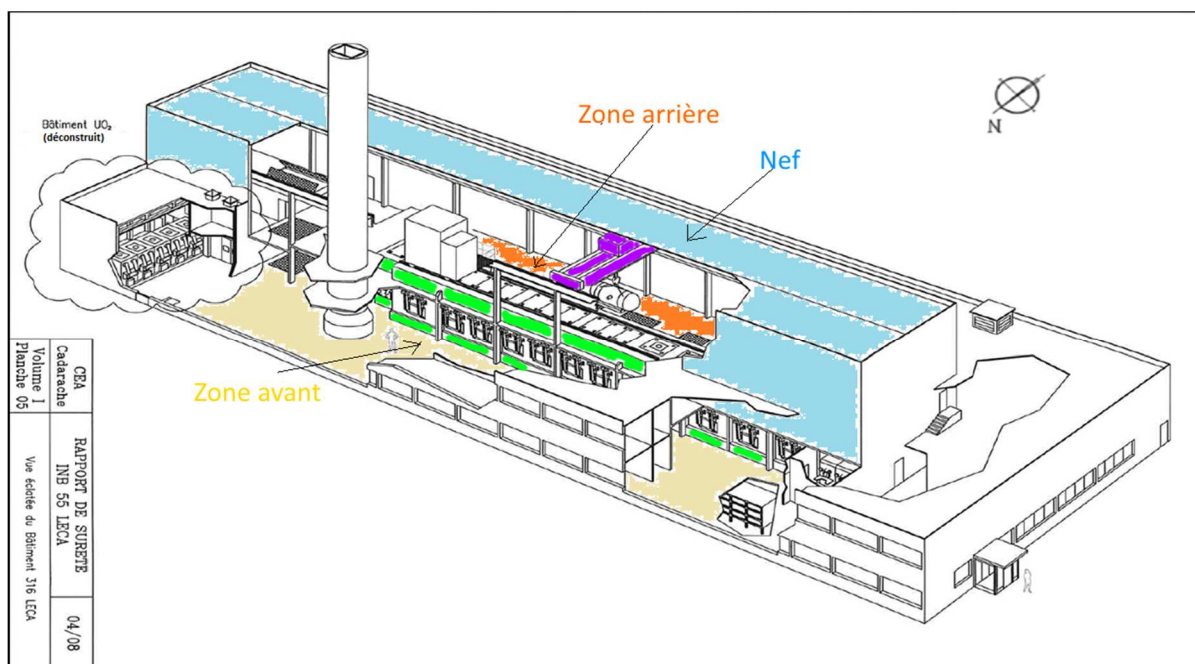 Bâtiment UO₂
(déconstruit)
Zone arrière
Nef
N
Zone avant
CEA
Cadarache
Volume I
Planche 05
RAPPORT DE SURETE
INB 55 LECA
04/08
Vue éclatée du Bâtiment 316 LECA